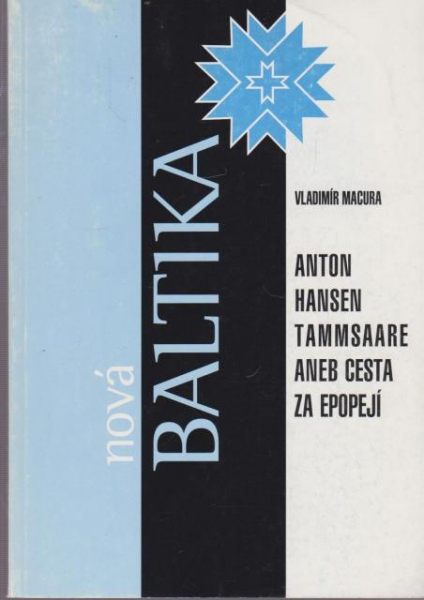 nová
BALTIKA
VLADIMÍR MACURA
ANTON
HANSEN
TAMMSAARE
ANEB CESTA
ZA EPOPEJÍ